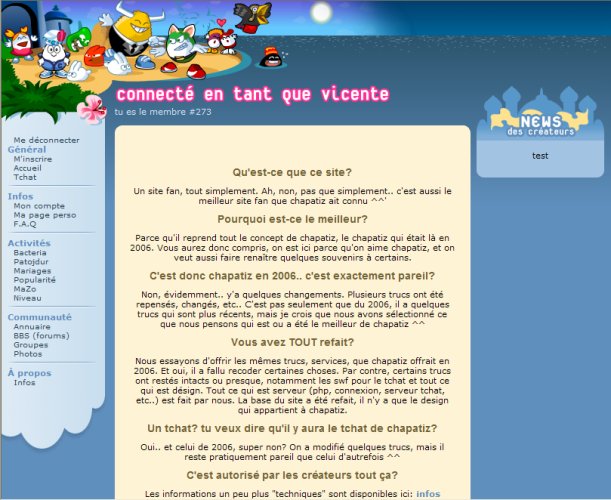 connecté en tant que vicente
tu es le membre #273
Me déconnecter
Général
M'inscrire
Accueil
Tchat
Infos
Mon compte
Ma page perso
F.A.Q
Activités
Bacteria
Patojdur
Mariages
Popularité
MaZo
Niveau
Communauté
Annuaire
BBS (forums)
Groupes
Photos
À propos
Infos
Qu'est-ce que ce site?
Un site fan, tout simplement. Ah, non, pas que simplement.. c'est aussi le
meilleur site fan que chapatiz ait connu ^^'
Pourquoi est-ce le meilleur?
Parce qu'il reprend tout le concept de chapatiz, le chapatiz qui était là en
2006. Vous aurez donc compris, on est ici parce qu'on aime chapatiz, et on
veut aussi faire renaître quelques souvenirs à certains.
C'est donc chapatiz en 2006.. c'est exactement pareil?
Non, évidemment.. y'a quelques changements. Plusieurs trucs ont été
repensés, changés, etc.. C'est pas seulement que du 2006, il a quelques
trucs qui sont plus récents, mais je crois que nous avons sélectionné ce
que nous pensons qui est ou a été le meilleur de chapatiz ^^
Vous avez TOUT refait?
Nous essayons d'offrir les mêmes trucs, services, que chapatiz offrait en
2006. Et oui, il a fallu recoder certaines choses. Par contre, certains trucs
ont restés intacts ou presque, notamment les swf pour le tchat et tout ce
qui est désign. Tout ce qui est serveur (php, connexion, serveur tchat,
etc..) est fait par nous. La base du site a été refait, il n'y a que le design
qui appartient à chapatiz.
Un tchat? tu veux dire qu'il y aura le tchat de chapatiz?
Oui.. et celui de 2006, super non? On a modifié quelques trucs, mais il
reste pratiquement pareil que celui d'autrefois ^^
C'est autorisé par les créateurs tout ça?
Les informations un peu plus "techniques" sont disponibles ici: infos
NEWS
des créateurs
test